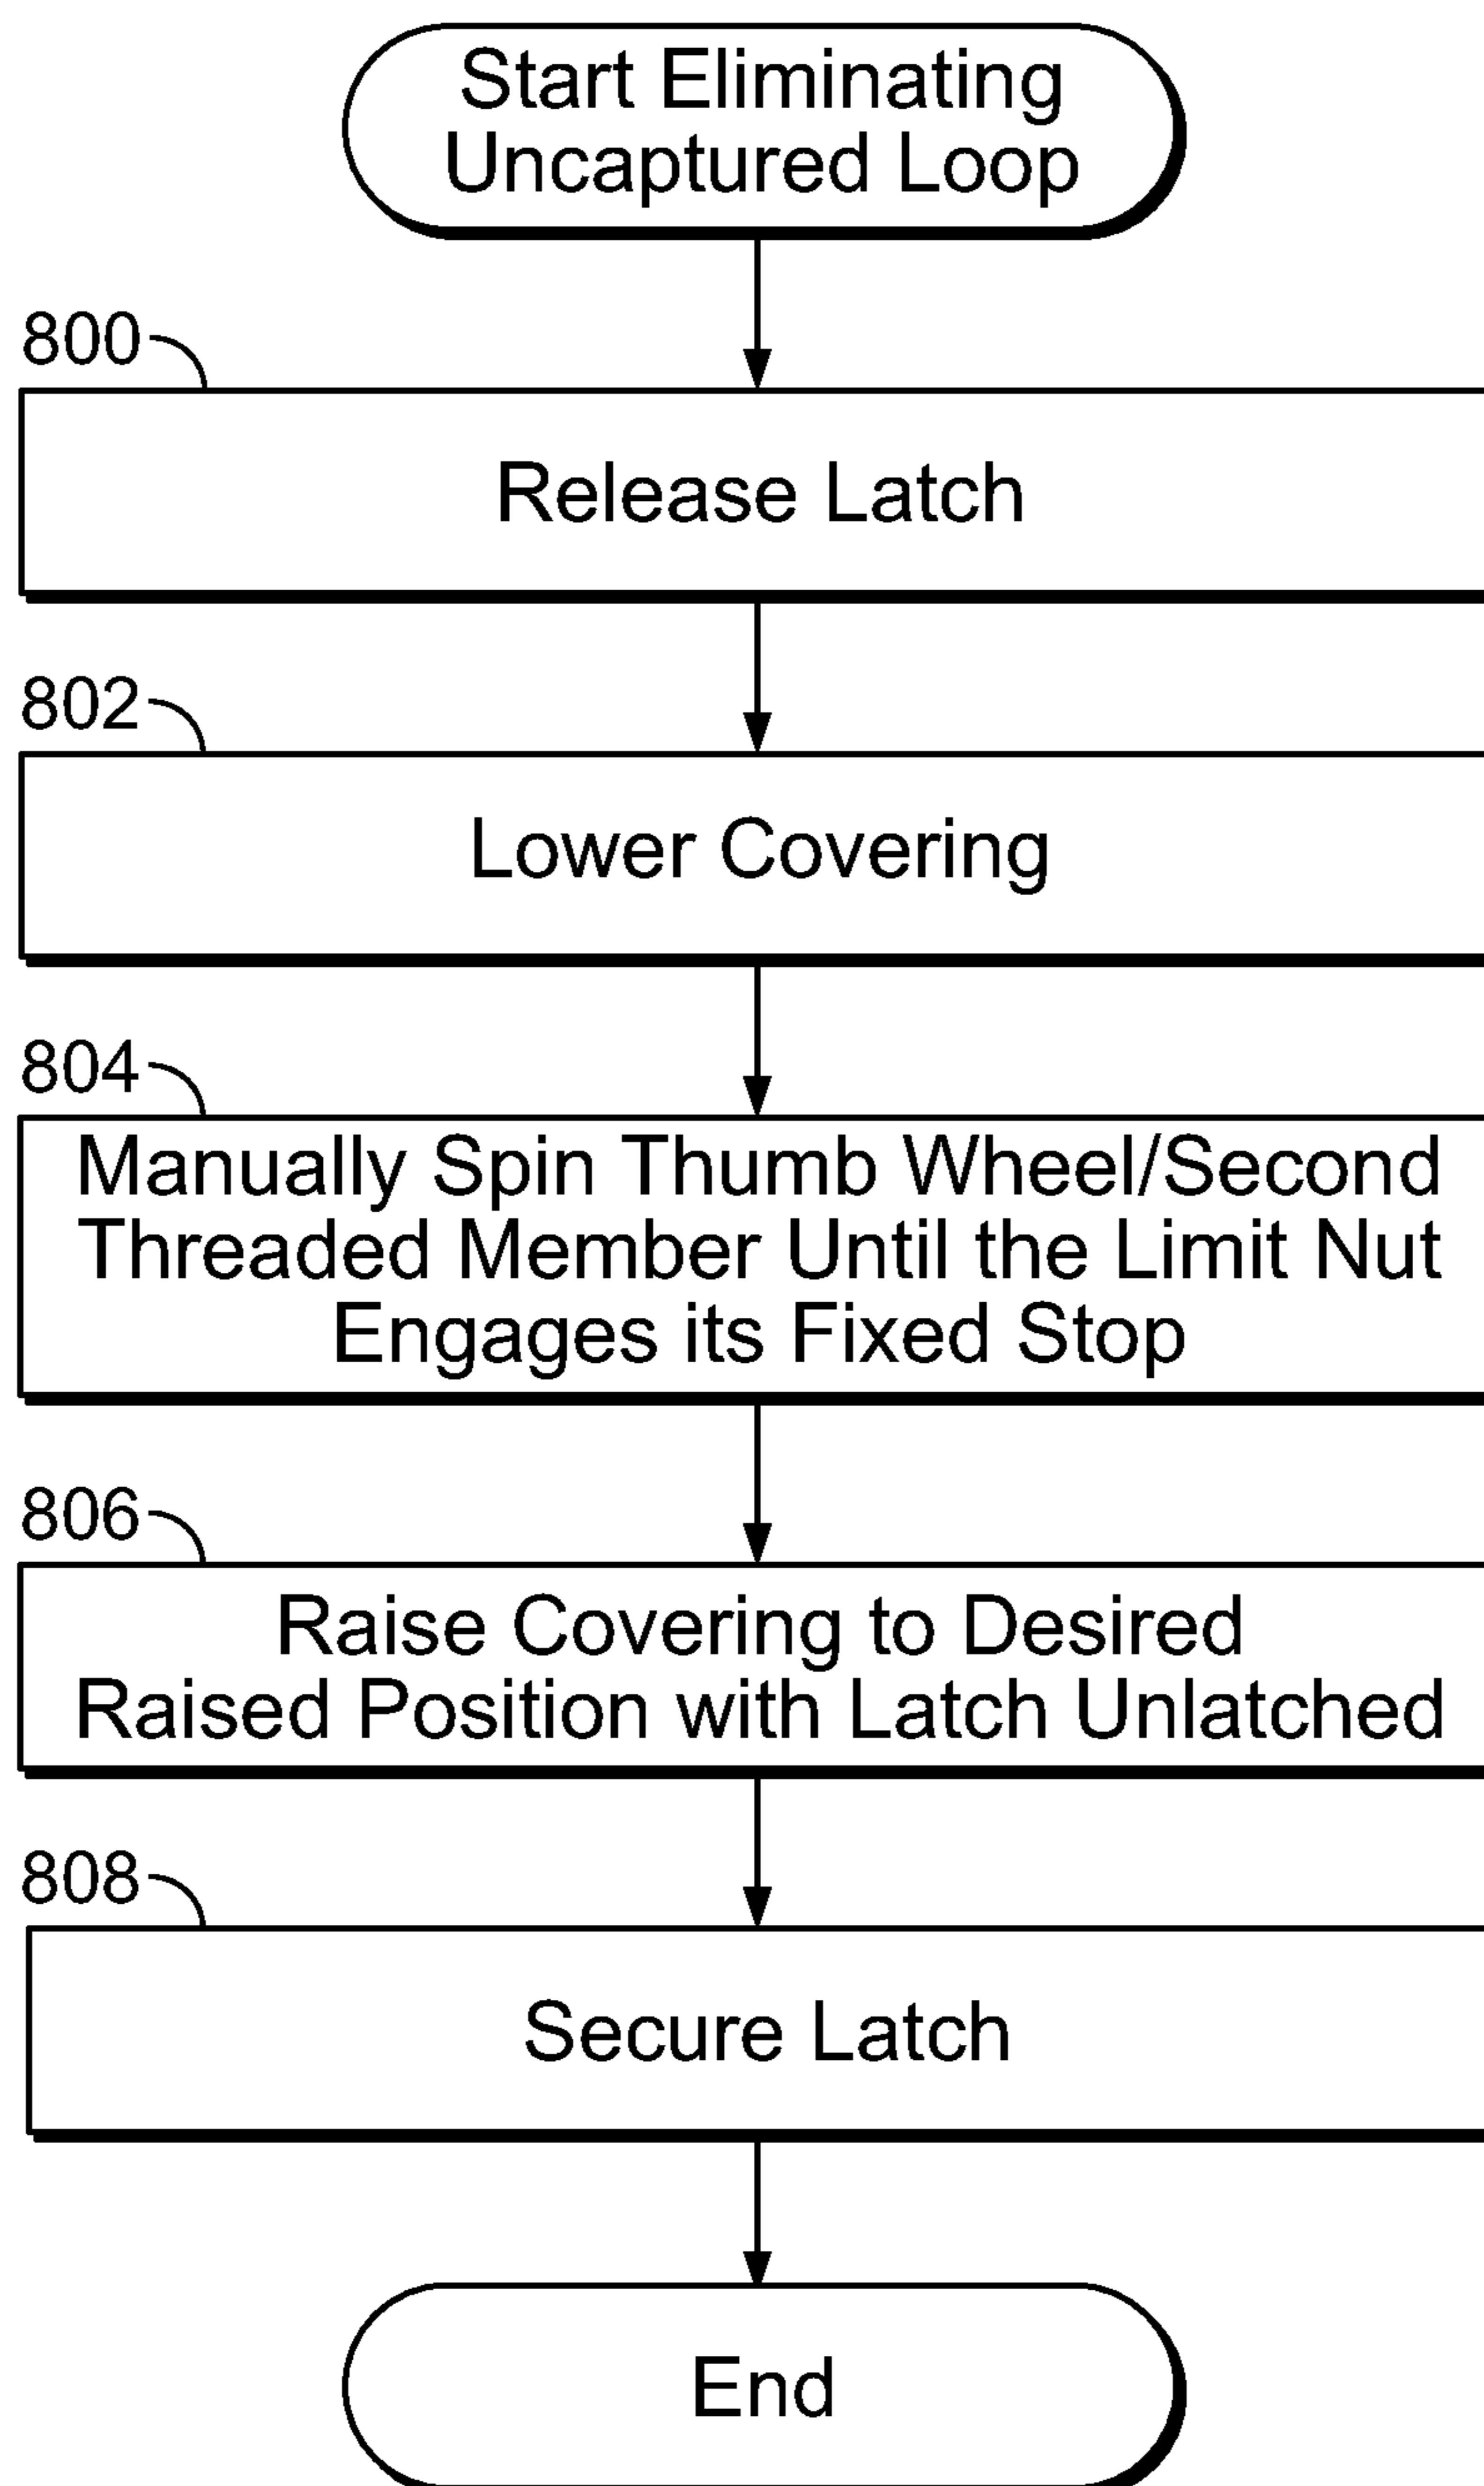 Start Eliminating
Uncaptured Loop
800
Release Latch
802
Lower Covering
804
Manually Spin Thumb Wheel/Second
Threaded Member Until the Limit Nut
Engages its Fixed Stop
806
Raise Covering to Desired
Raised Position with Latch Unlatched
808
Secure Latch
End